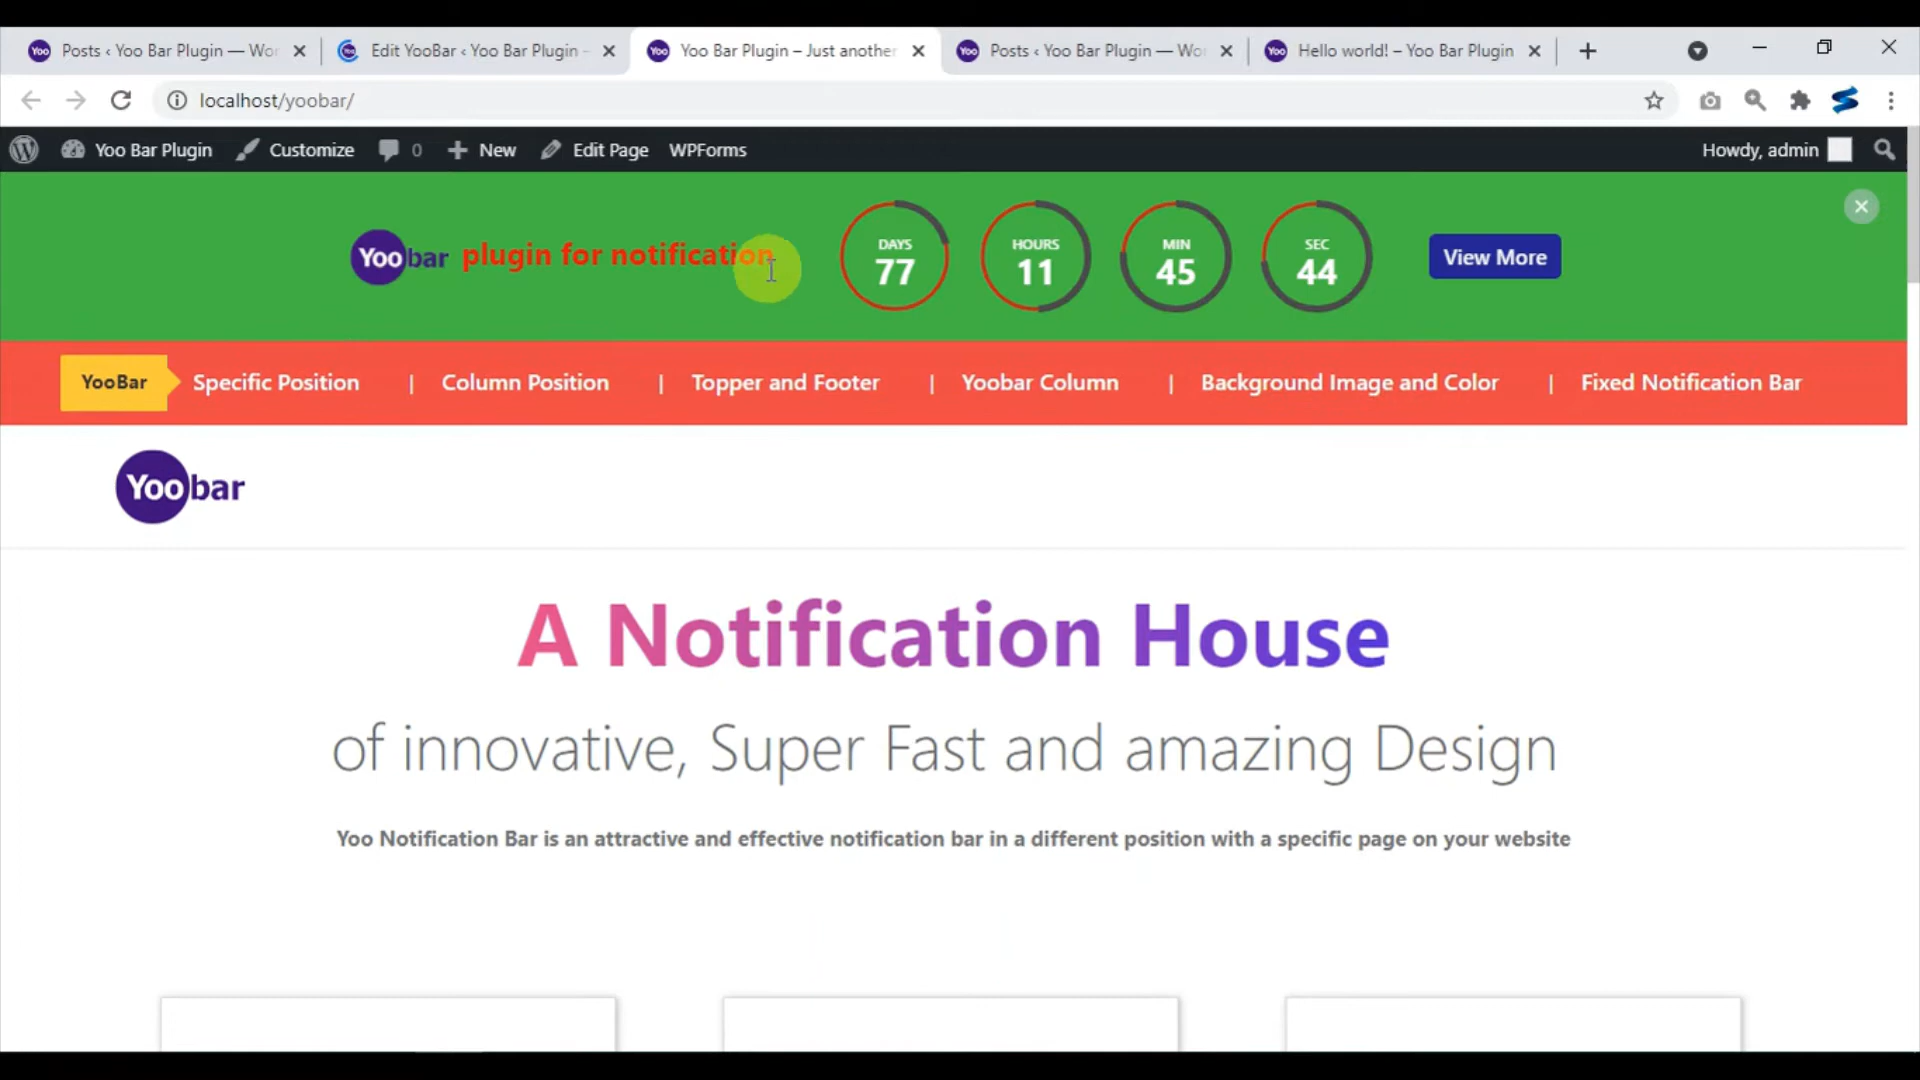 Yoo Posts ‹ Yoo Bar Plugin — Wor
Edit YooBar ‹ Yoo Bar Plugin –
Yoo Yoo Bar Plugin – Just another
Yoo Posts ‹ Yoo Bar Plugin — Wo
Yoo Hello world! – Yoo Bar Plugin
localhost/yoobar/
Yoo Bar Plugin Customize 0 New Edit Page WPForms Howdy, admin
Yoobar plugin for notification
DAYS HOURS MIN SEC
77 11 45 44
View More
YooBar Specific Position | Column Position | Topper and Footer | Yoobar Column | Background Image and Color | Fixed Notification Bar
Yoobar
A Notification House
of innovative, Super Fast and amazing Design
Yoo Notification Bar is an attractive and effective notification bar in a different position with a specific page on your website